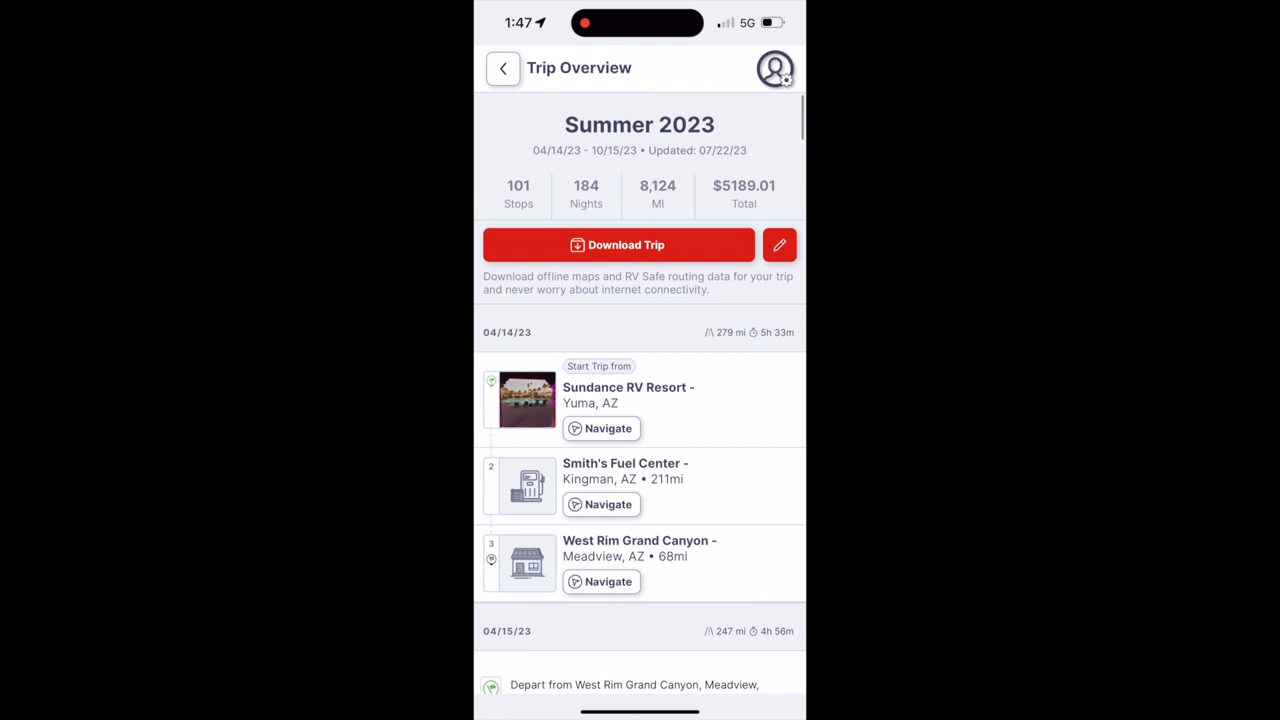 1:47 5G
Trip Overview
Summer 2023
04/14/23 - 10/15/23 • Updated: 07/22/23
101 184 8,124 $5189.01
Stops Nights MI Total
Download Trip
Download offline maps and RV Safe routing data for your trip
and never worry about internet connectivity.
04/14/23 279 mi 5h 33m
Start Trip from
Sundance RV Resort -
Yuma, AZ
Navigate
2
Smith's Fuel Center -
Kingman, AZ • 211mi
Navigate
3
West Rim Grand Canyon -
Meadview, AZ • 68mi
Navigate
04/15/23 247 mi 4h 56m
Depart from West Rim Grand Canyon, Meadview,